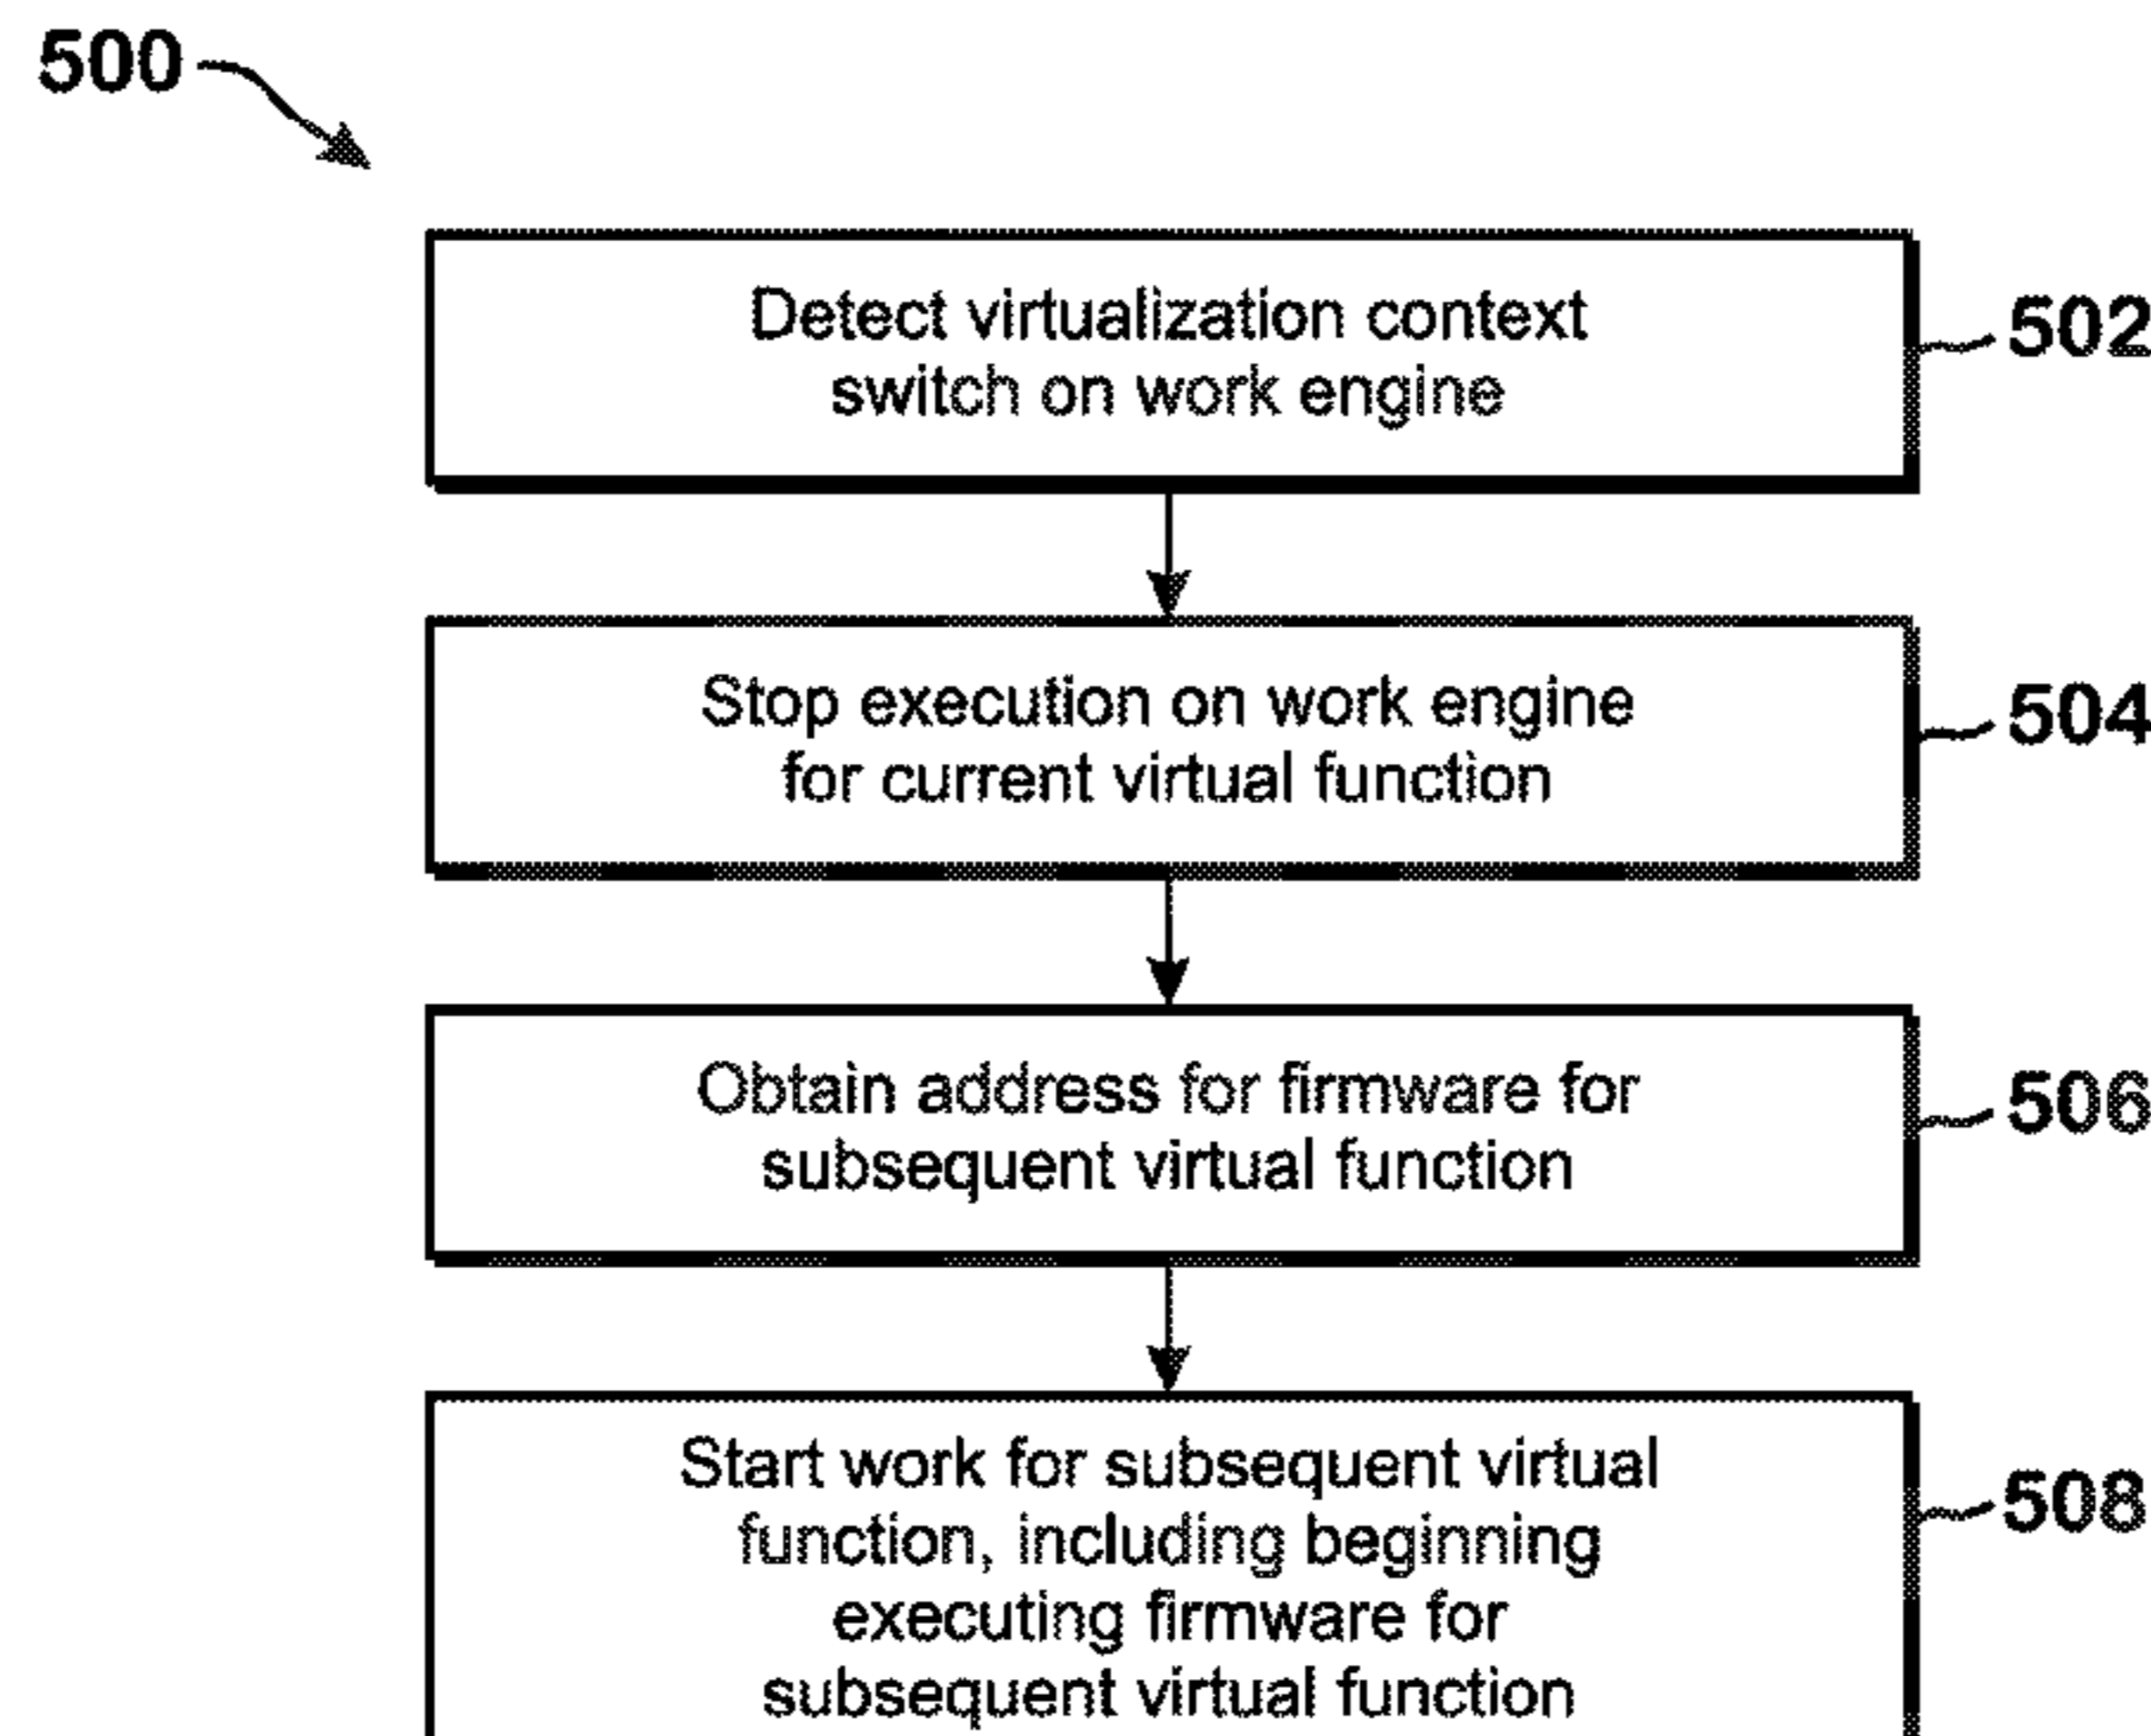 500
Detect virtualization context
switch on work engine
502
Stop execution on work engine
for current virtual function
504
Obtain address for firmware for
subsequent virtual function
506
Start work for subsequent virtual
function, including beginning
executing firmware for
subsequent virtual function
508